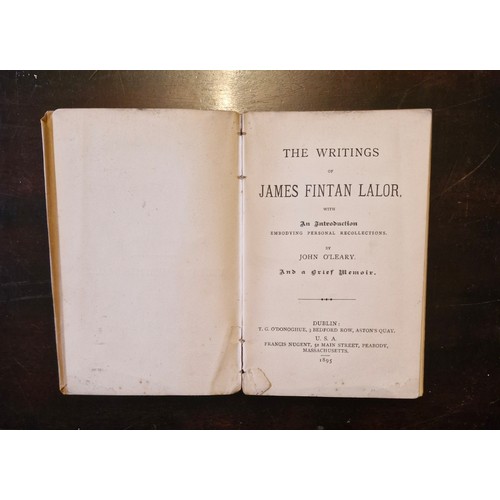 THE WRITINGS
OF
JAMES FINTAN LALOR,
WITH
An Introduction
EMBODYING PERSONAL RECOLLECTIONS,
BY
JOHN O'LEARY.
And a Brief Memoir.
DUBLIN:
T. G. O'DONOGHUE, 3 BEDFORD ROW, ASTON'S QUAY.
U. S. A.
FRANCIS NUGENT, 92 MAIN STREET, PEABODY,
MASSACHUSETTS.
1895